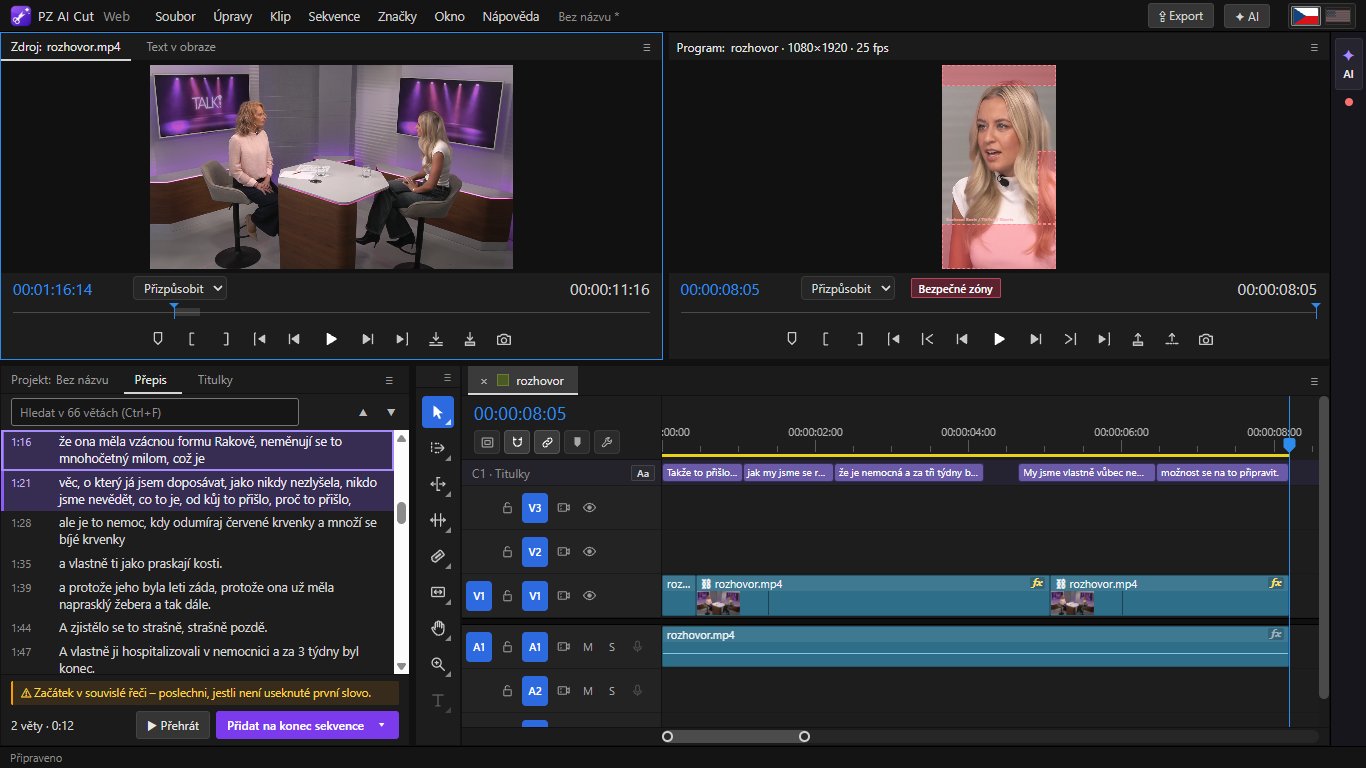 PZ AI Cut Web
Soubor Úpravy Klip Sekvence Značky Okno Nápověda Bez názvu *
Export + AI
Zdroj: rozhovor.mp4 Text v obraze
Program: rozhovor · 1080×1920 · 25 fps
AI
TALK
00:01:16:14 Přizpůsobit 00:00:11:16
00:00:08:05 Přizpůsobit Bezpečné zóny 00:00:08:05
Projekt: Bez názvu Přepis Titulky
Hledat v 66 větách (Ctrl+F)
1:16 že ona měla vzácnou formu Rakově, neměnují se to
mnohočetný milom, což je
1:21 věc, o který já jsem doposávat, jako nikdy nezlyšela, nikdo
jsme nevědět, co to je, od kůj to přišlo, proč to přišlo,
1:28 ale je to nemoc, kdy odumíraj červené krvenky a množí se
bíjé krvenky
1:35 a vlastně ti jako praskají kosti.
1:39 a protože jeho byla leti záda, protože ona už měla
naprasklý žebera a tak dále.
1:44 A zjistělo se to strašně, strašně pozdě.
1:47 A vlastně ji hospitalizovali v nemocnici a za 3 týdny byl
konec.
⚠ Začátek v souvislé řeči – poslechni, jestli není useknuté první slovo.
2 věty · 0:12 Přehrát Přidat na konec sekvence
Připraveno
× rozhovor
00:00:08:05
:00:00 00:00:02:00 00:00:04:00 00:00:06:00 00:00:08:00
C1 · Titulky Aa
Takže to přišlo... jak my jsme se r... že je nemocná a za tři týdny b... My jsme vlastně vůbec ne... možnost se na to připravit.
V3
V2
V1 V1 roz... rozhovor.mp4 fx rozhovor.mp4 fx
A1 A1 M S rozhovor.mp4 fx
A2 M S
T